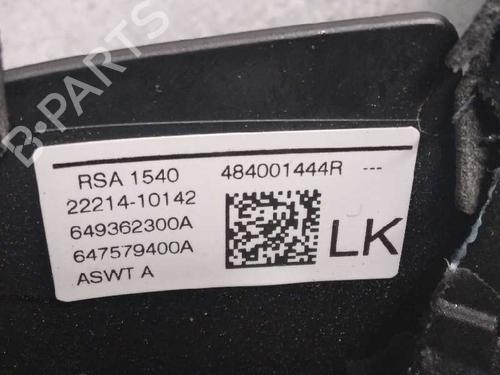 B-PARTS
RSA 1540 484001444R ---
22214-10142
649362300A
647579400A
ASWT A
LK